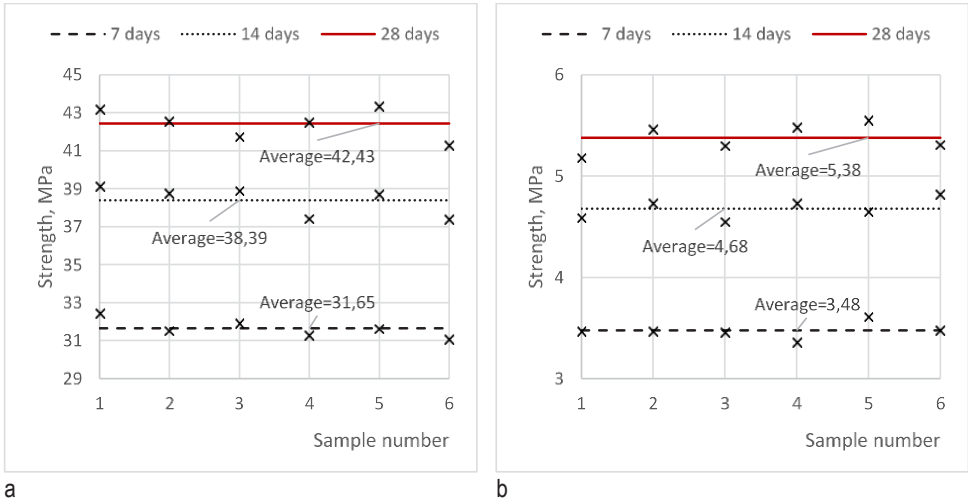 7 days 14 days 28 days
45
43
41
39
37
35
33
31
29
Strength, MPa
Average=42,43
Average=38,39
Average=31,65
1 2 3 4 5 6
Sample number
a
7 days 14 days 28 days
6
5
4
3
Strength, MPa
Average=5,38
Average=4,68
Average=3,48
1 2 3 4 5 6
Sample number
b